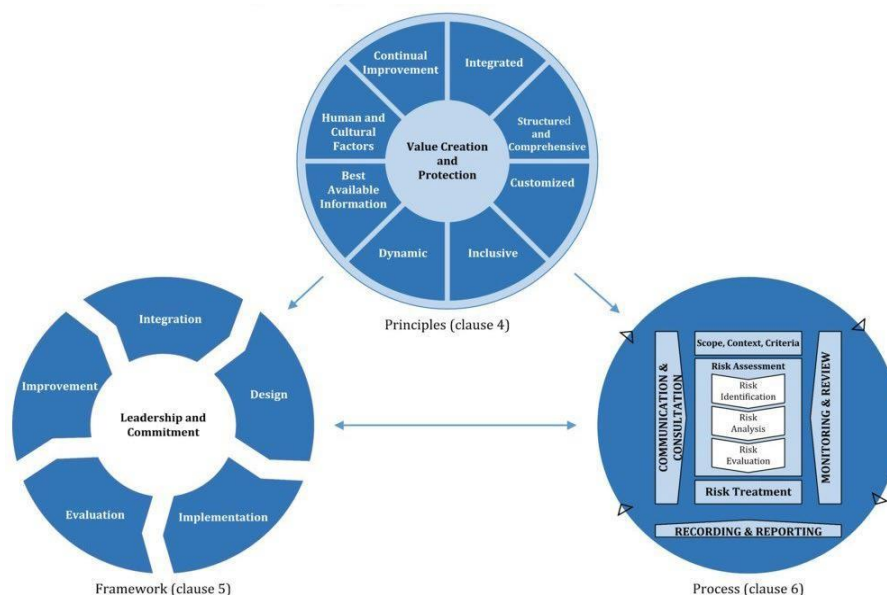 Continual
Improvement
Integrated
Structured
and
Comprehensive
Customized
Inclusive
Dynamic
Best
Available
Information
Human and
Cultural
Factors
Value Creation
and
Protection
Principles (clause 4)
Integration
Design
Implementation
Evaluation
Improvement
Leadership and
Commitment
Framework (clause 5)
Scope, Context, Criteria
Risk Assessment
Risk
Identification
Risk
Analysis
Risk
Evaluation
Risk Treatment
COMMUNICATION &
CONSULTATION
MONITORING & REVIEW
RECORDING & REPORTING
Process (clause 6)